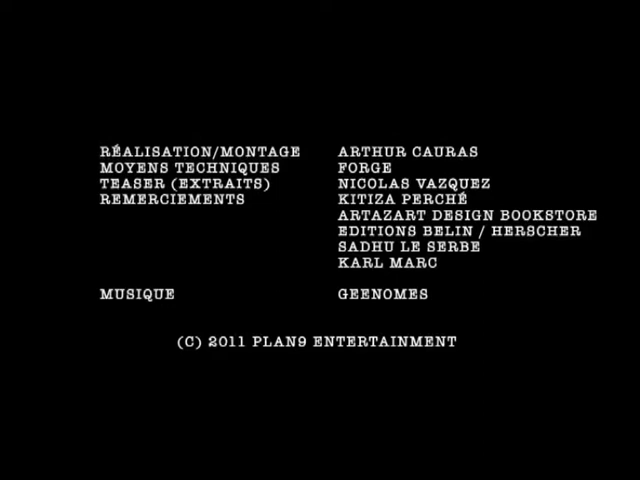 RÉALISATION/MONTAGE ARTHUR CAURAS
MOYENS TECHNIQUES FORGE
TEASER (EXTRAITS) NICOLAS VAZQUEZ
REMERCIEMENTS KITIZA PERCHÉ
ARTAZART DESIGN BOOKSTORE
EDITIONS BELIN / HERSCHER
SADHU LE SERBE
KARL MARC
MUSIQUE GEENOMES
(C) 2011 PLAN9 ENTERTAINMENT